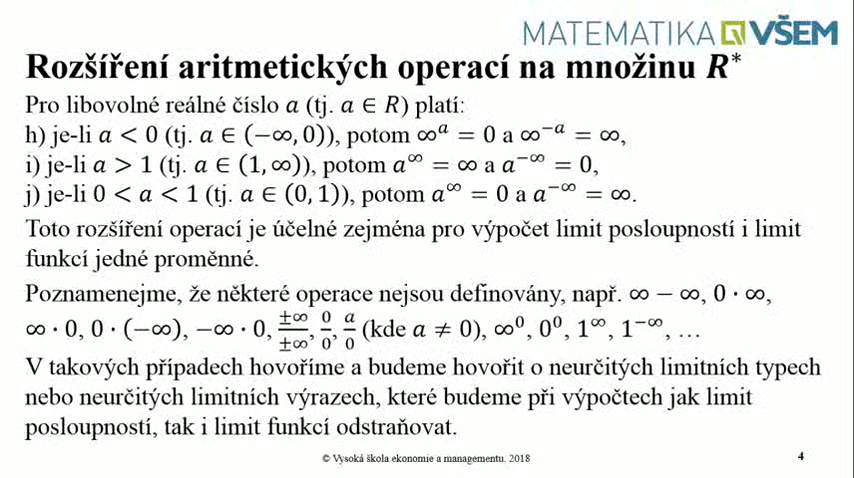 MATEMATIKA VŠEM
Rozšíření aritmetických operací na množinu R*
Pro libovolné reálné číslo a (tj. a ∈ R) platí:
h) je-li a < 0 (tj. a ∈ (−∞, 0)), potom ∞^a = 0 a ∞^−a = ∞,
i) je-li a > 1 (tj. a ∈ (1, ∞)), potom a^∞ = ∞ a a^−∞ = 0,
j) je-li 0 < a < 1 (tj. a ∈ (0, 1)), potom a^∞ = 0 a a^−∞ = ∞.
Toto rozšíření operací je účelné zejména pro výpočet limit posloupností i limit
funkcí jedné proměnné.
Poznamenejme, že některé operace nejsou definovány, např. ∞ − ∞, 0 · ∞,
∞ · 0, 0 · (−∞), −∞ · 0, ±∞/±∞, 0/0, a/0 (kde a ≠ 0), ∞^0, 0^0, 1^∞, 1^−∞, …
V takových případech hovoříme a budeme hovořit o neurčitých limitních typech
nebo neurčitých limitních výrazech, které budeme při výpočtech jak limit
posloupností, tak i limit funkcí odstraňovat.
© Vysoká škola ekonomie a managementu, 2018
4